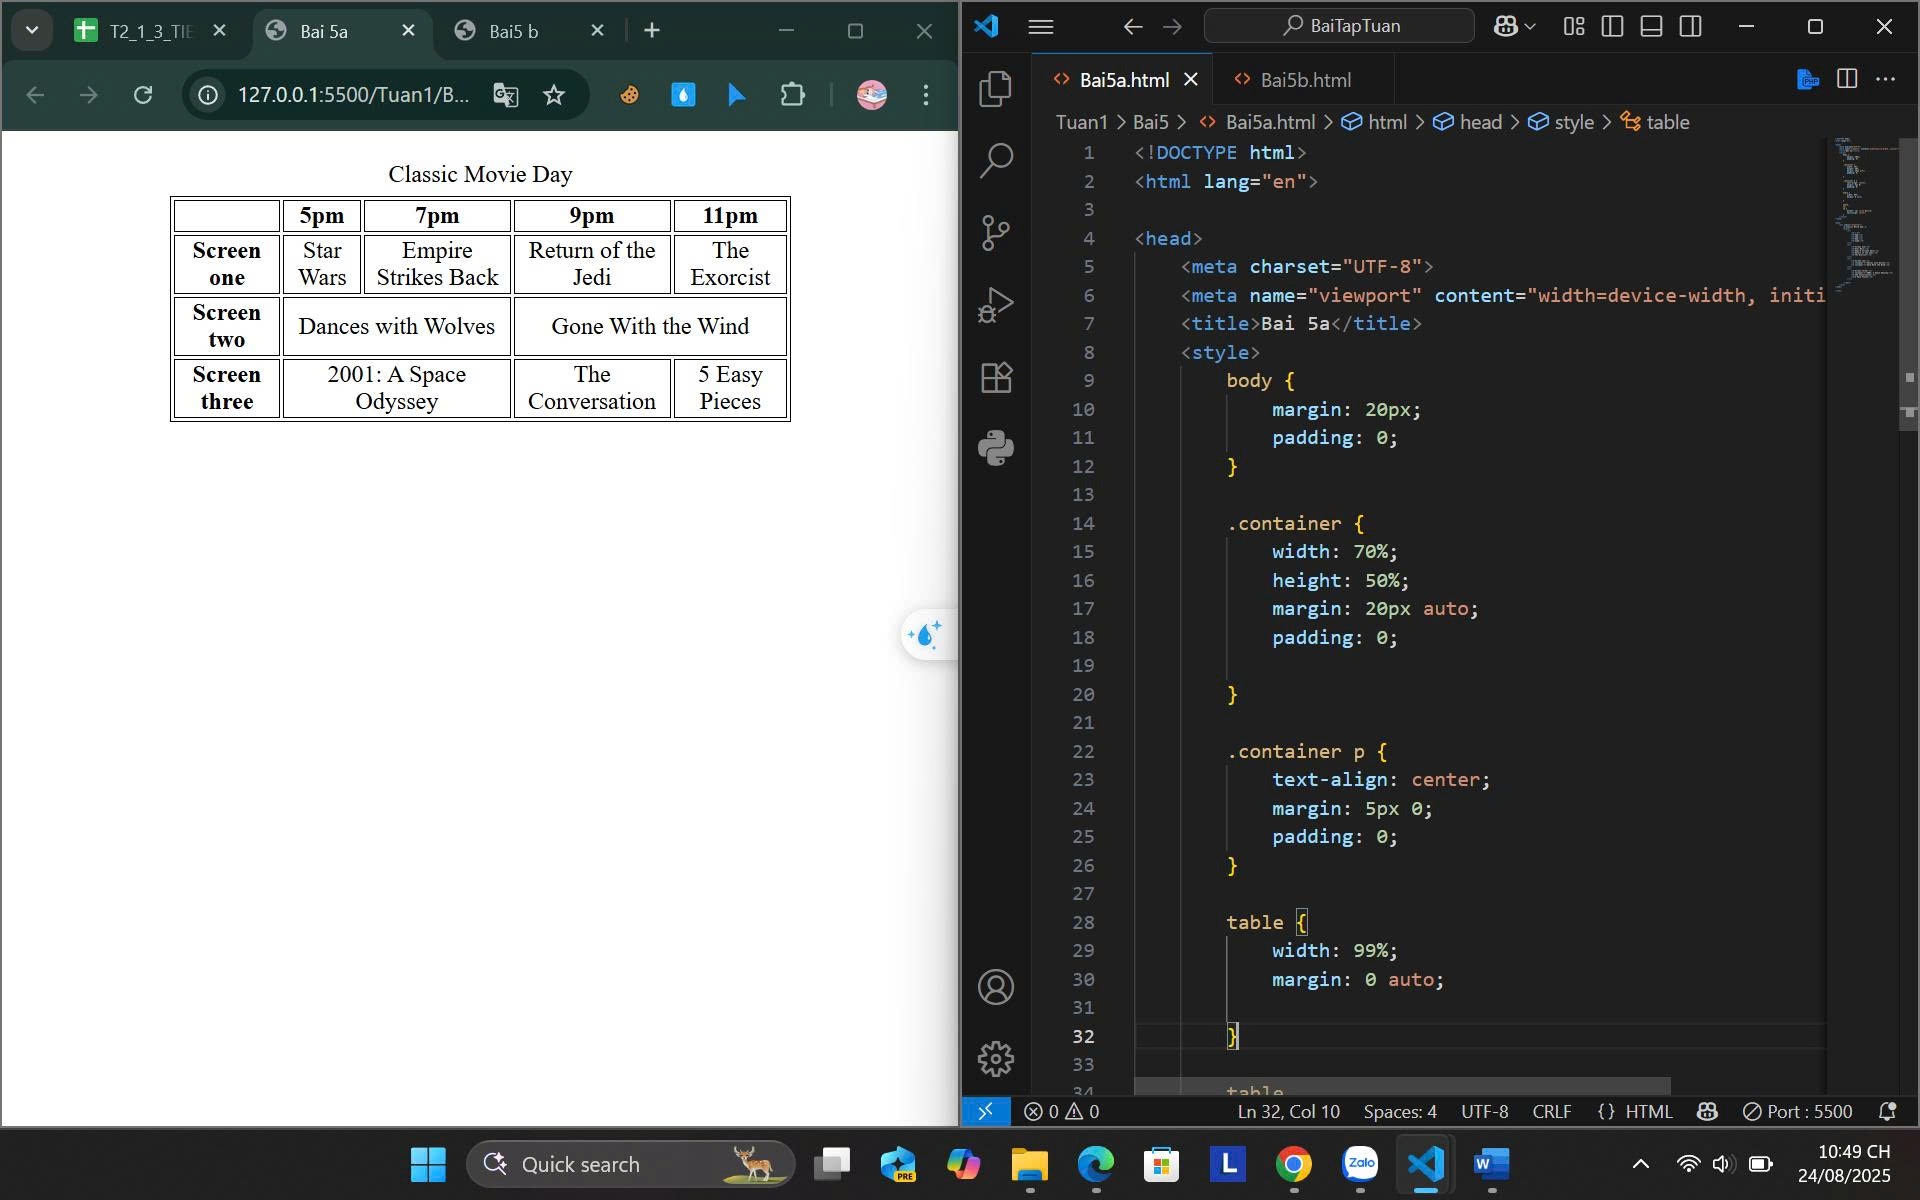 T2_1_3_TIE
Bai 5a
Bai5 b
127.0.0.1:5500/Tuan1/B...
Classic Movie Day
5pm 7pm 9pm 11pm
Screen one
Star Wars
Empire Strikes Back
Return of the Jedi
The Exorcist
Screen two
Dances with Wolves
Gone With the Wind
Screen three
2001: A Space Odyssey
The Conversation
5 Easy Pieces
BaiTapTuan
Bai5a.html
Bai5b.html
Tuan1 > Bai5 > Bai5a.html > html > head > style > table
1 <!DOCTYPE html>
2 <html lang="en">
3
4 <head>
5 <meta charset="UTF-8">
6 <meta name="viewport" content="width=device-width, initi
7 <title>Bai 5a</title>
8 <style>
9 body {
10 margin: 20px;
11 padding: 0;
12 }
13
14 .container {
15 width: 70%;
16 height: 50%;
17 margin: 20px auto;
18 padding: 0;
19
20 }
21
22 .container p {
23 text-align: center;
24 margin: 5px 0;
25 padding: 0;
26 }
27
28 table {
29 width: 99%;
30 margin: 0 auto;
31
32 }
33
34 table
0 0
Ln 32, Col 10
Spaces: 4
UTF-8
CRLF
{} HTML
Port : 5500
Quick search
PRE
L
Zalo
W
10:49 CH
24/08/2025